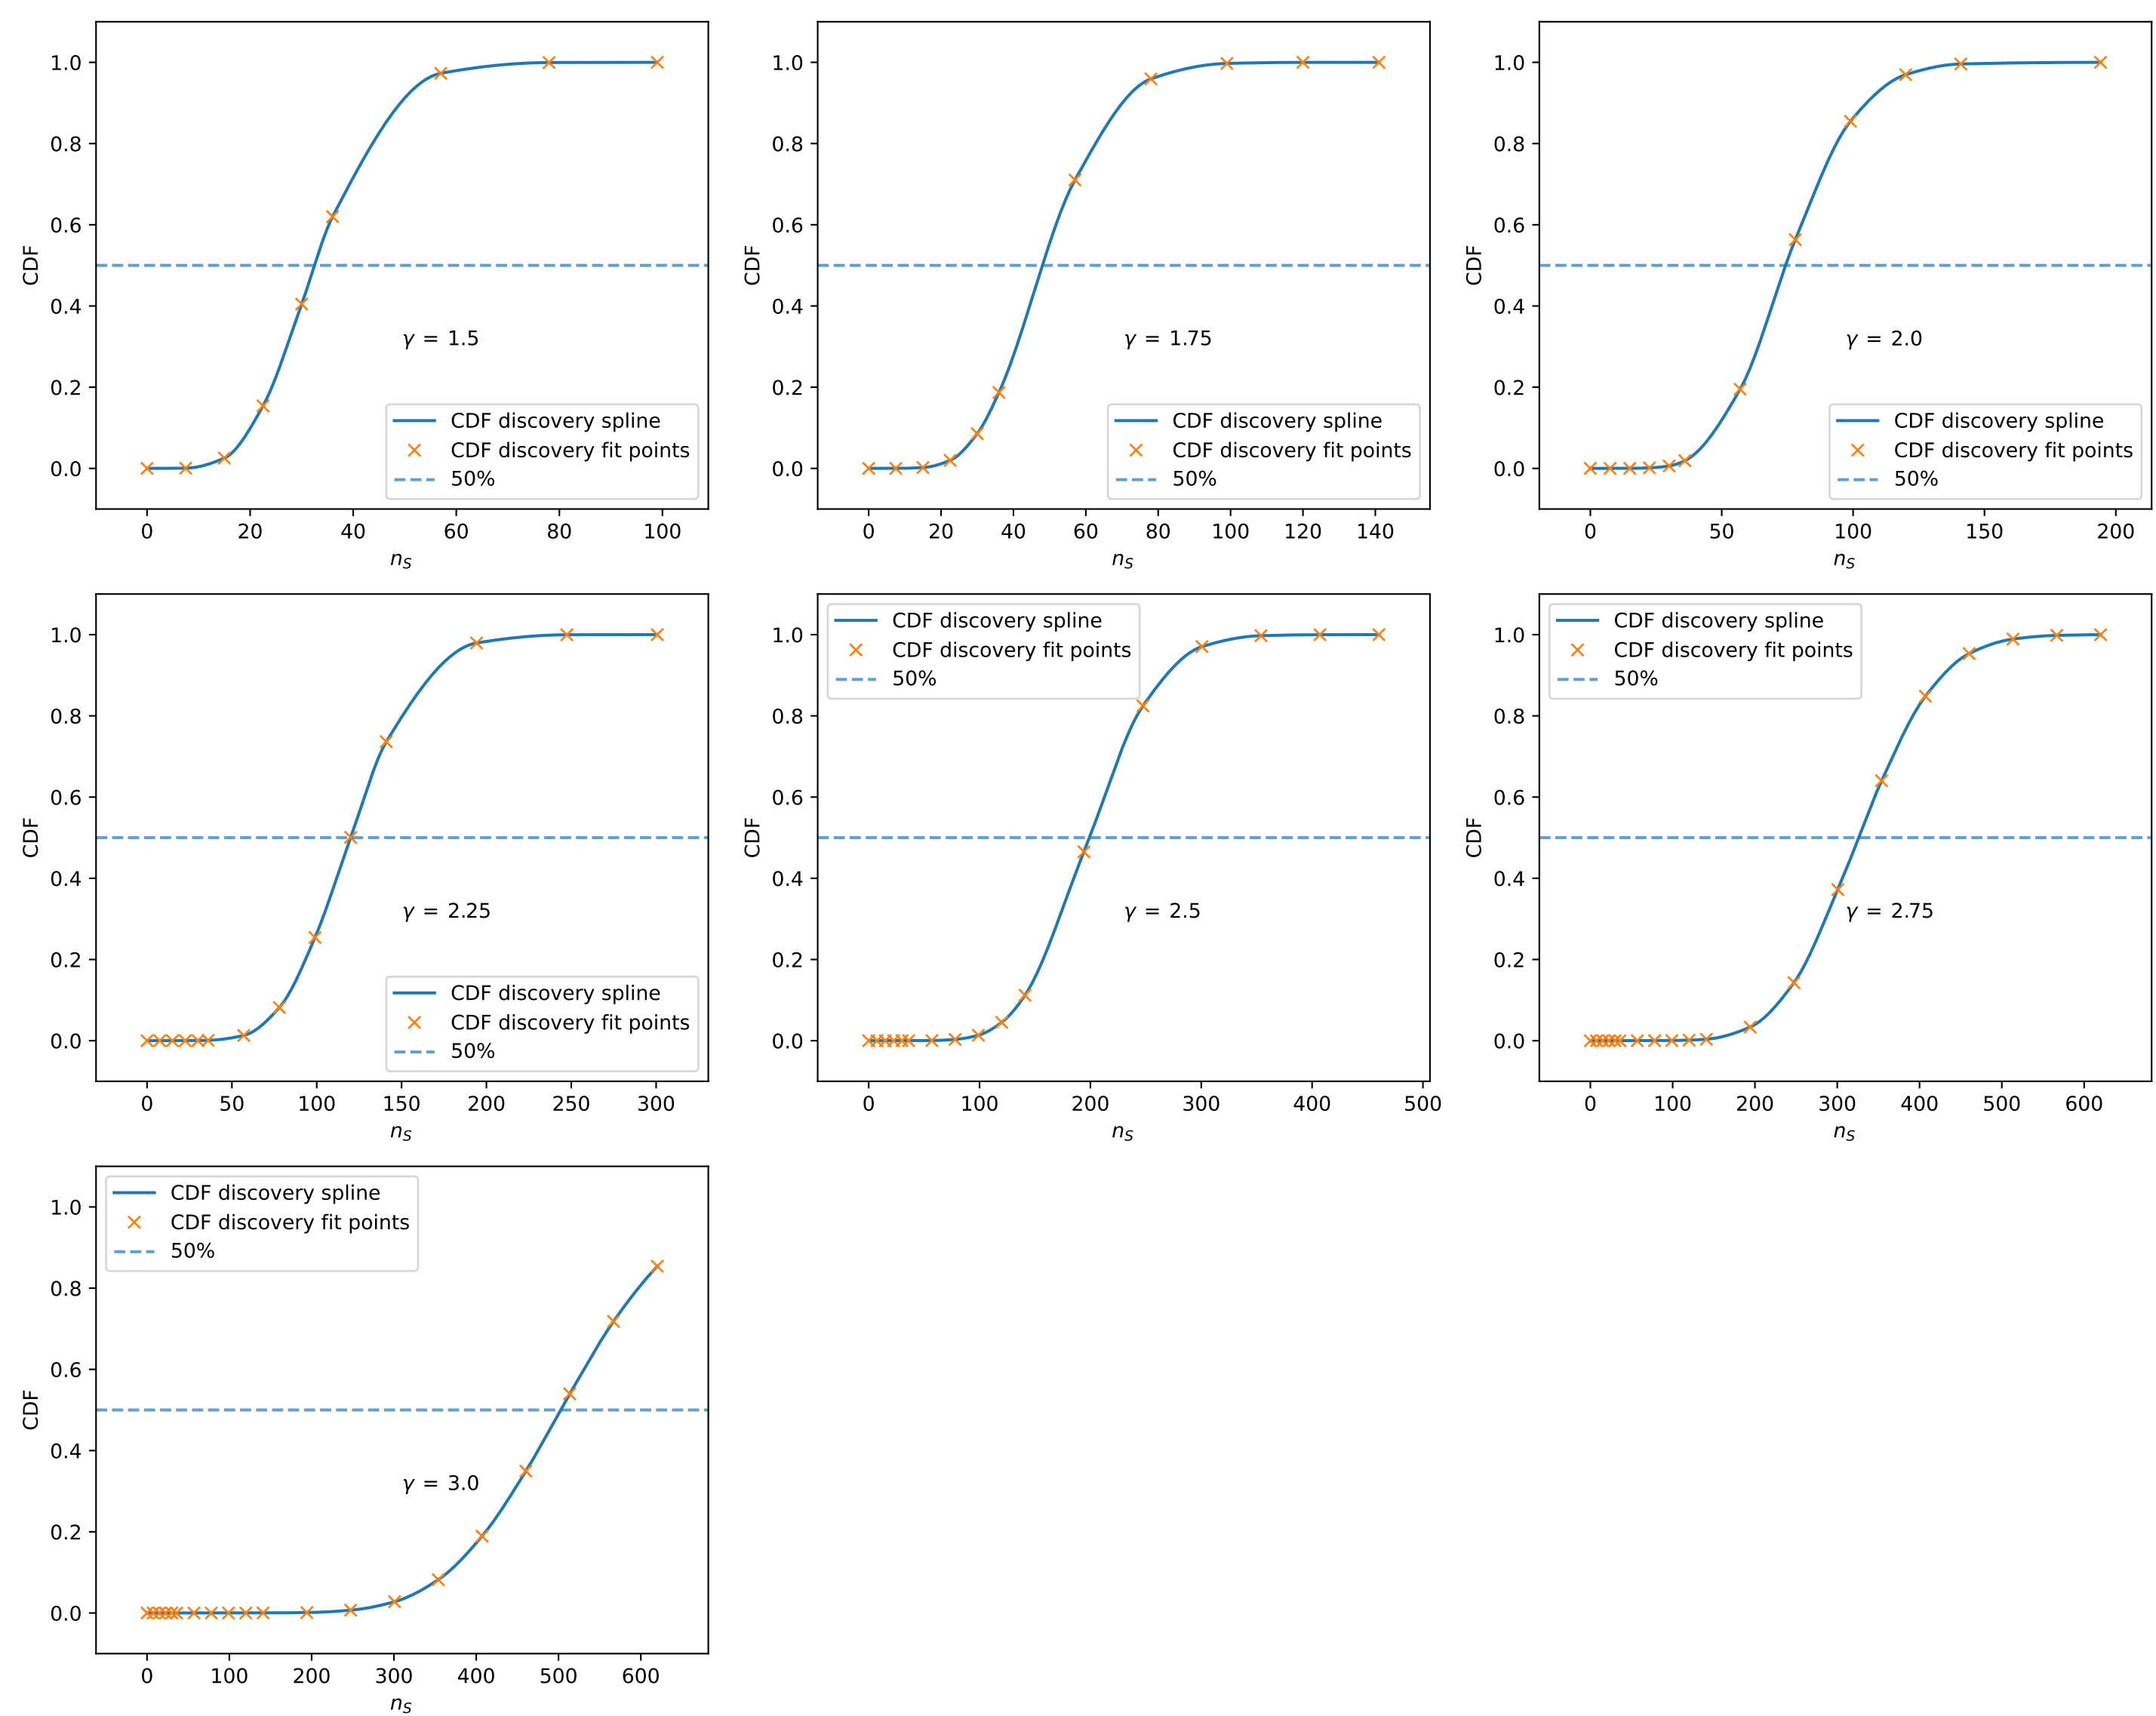 1.0
0.8
0.6
0.4
0.2
0.0
CDF
γ = 1.5
CDF discovery spline
CDF discovery fit points
50%
0 20 40 60 80 100
n_S
1.0
0.8
0.6
0.4
0.2
0.0
CDF
γ = 1.75
CDF discovery spline
CDF discovery fit points
50%
0 20 40 60 80 100 120 140
n_S
1.0
0.8
0.6
0.4
0.2
0.0
CDF
γ = 2.0
CDF discovery spline
CDF discovery fit points
50%
0 50 100 150 200
n_S
1.0
0.8
0.6
0.4
0.2
0.0
CDF
γ = 2.25
CDF discovery spline
CDF discovery fit points
50%
0 50 100 150 200 250 300
n_S
CDF discovery spline
CDF discovery fit points
50%
1.0
0.8
0.6
0.4
0.2
0.0
CDF
γ = 2.5
0 100 200 300 400 500
n_S
CDF discovery spline
CDF discovery fit points
50%
1.0
0.8
0.6
0.4
0.2
0.0
CDF
γ = 2.75
0 100 200 300 400 500 600
n_S
CDF discovery spline
CDF discovery fit points
50%
1.0
0.8
0.6
0.4
0.2
0.0
CDF
γ = 3.0
0 100 200 300 400 500 600
n_S